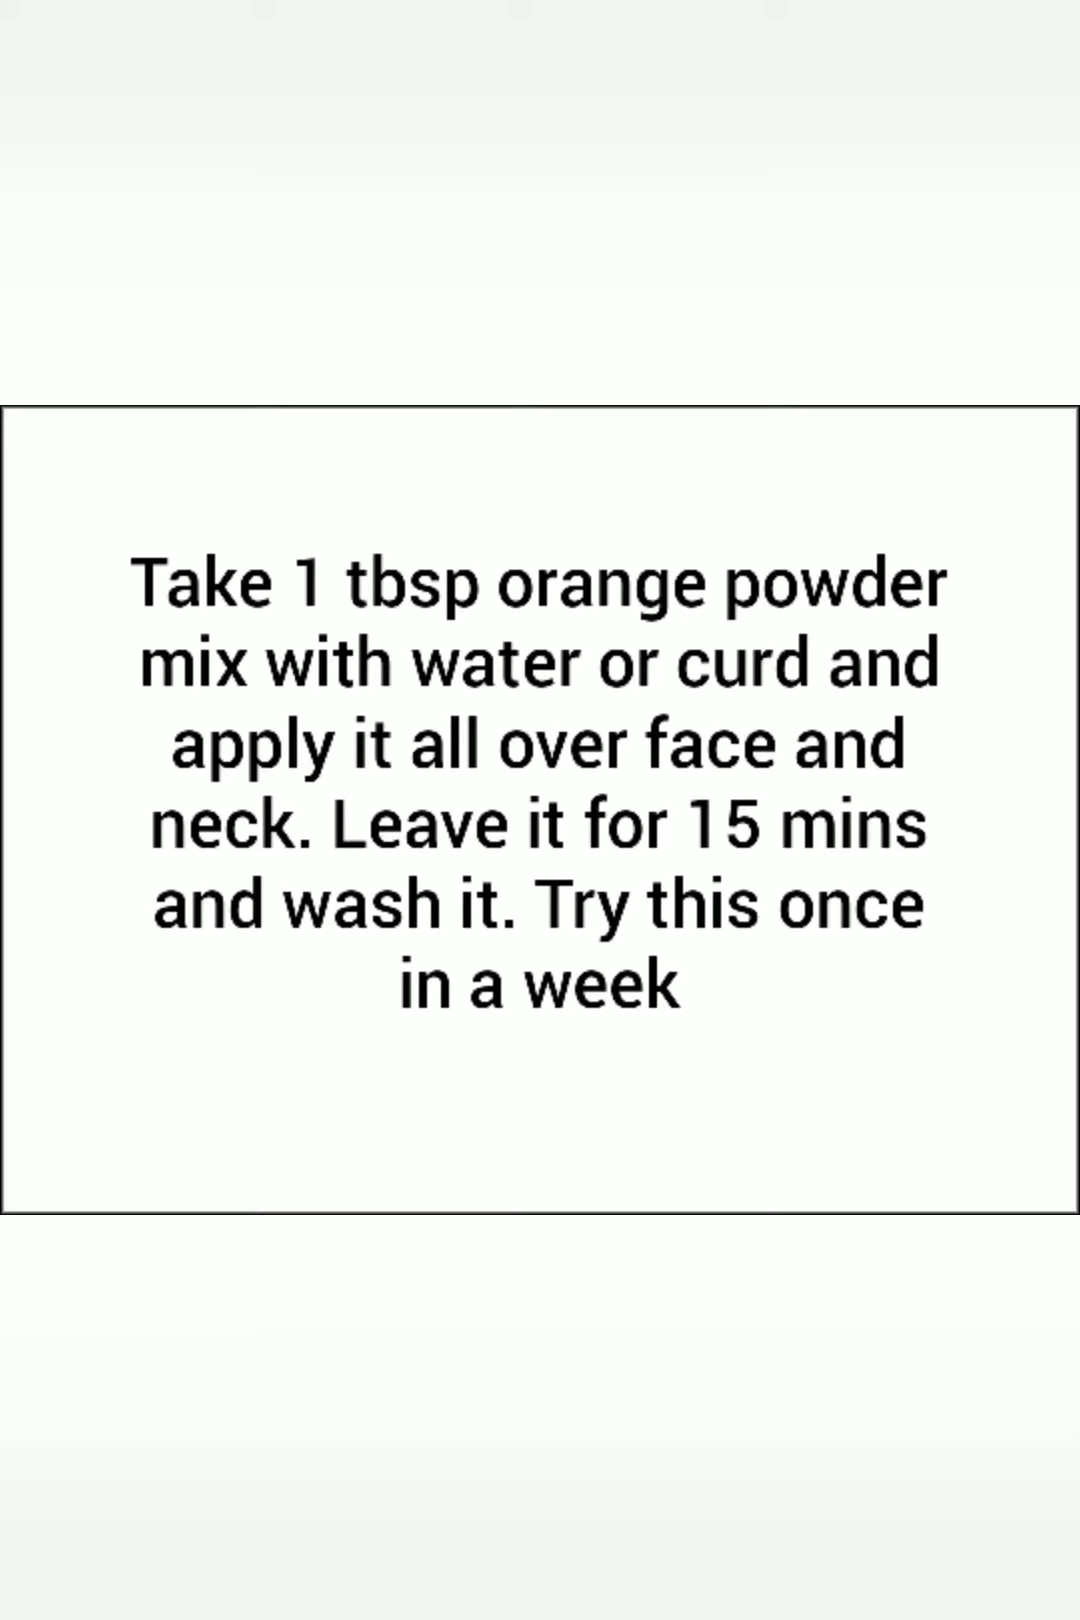 Take 1 tbsp orange powder
mix with water or curd and
apply it all over face and
neck. Leave it for 15 mins
and wash it. Try this once
in a week